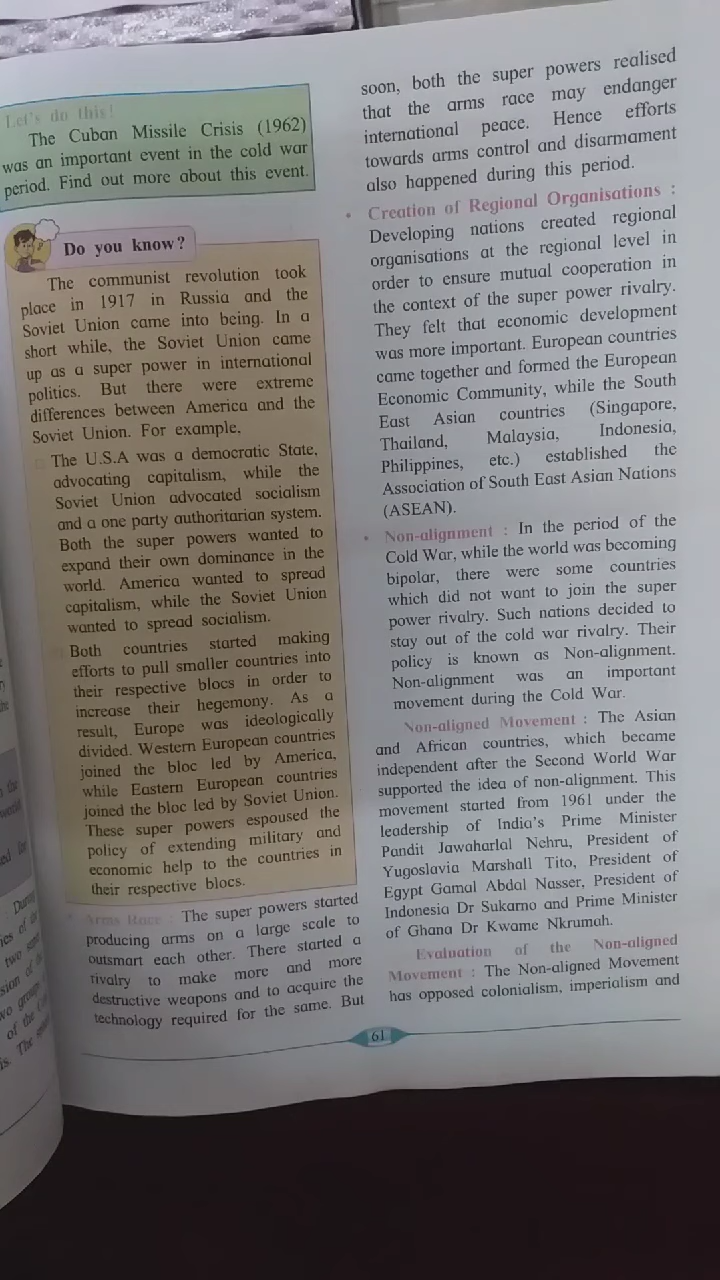 Let's do this!
The Cuban Missile Crisis (1962)
was an important event in the cold war
period. Find out more about this event.
Do you know?
The communist revolution took
place in 1917 in Russia and the
Soviet Union came into being. In a
short while, the Soviet Union came
up as a super power in international
politics. But there were extreme
differences between America and the
Soviet Union. For example,
The U.S.A was a democratic State,
advocating capitalism, while the
Soviet Union advocated socialism
and a one party authoritarian system.
Both the super powers wanted to
expand their own dominance in the
world. America wanted to spread
capitalism, while the Soviet Union
wanted to spread socialism.
Both countries started making
efforts to pull smaller countries into
their respective blocs in order to
increase their hegemony. As a
result, Europe was ideologically
divided. Western European countries
joined the bloc led by America,
while Eastern European countries
joined the bloc led by Soviet Union.
These super powers espoused the
policy of extending military and
economic help to the countries in
their respective blocs.
• Arms Race : The super powers started
producing arms on a large scale to
outsmart each other. There started a
rivalry to make more and more
destructive weapons and to acquire the
technology required for the same. But
soon, both the super powers realised
that the arms race may endanger
international peace. Hence efforts
towards arms control and disarmament
also happened during this period.
• Creation of Regional Organisations :
Developing nations created regional
organisations at the regional level in
order to ensure mutual cooperation in
the context of the super power rivalry.
They felt that economic development
was more important. European countries
came together and formed the European
Economic Community, while the South
East Asian countries (Singapore,
Thailand, Malaysia, Indonesia,
Philippines, etc.) established the
Association of South East Asian Nations
(ASEAN).
• Non-alignment : In the period of the
Cold War, while the world was becoming
bipolar, there were some countries
which did not want to join the super
power rivalry. Such nations decided to
stay out of the cold war rivalry. Their
policy is known as Non-alignment.
Non-alignment was an important
movement during the Cold War.
Non-aligned Movement : The Asian
and African countries, which became
independent after the Second World War
supported the idea of non-alignment. This
movement started from 1961 under the
leadership of India's Prime Minister
Pandit Jawaharlal Nehru, President of
Yugoslavia Marshall Tito, President of
Egypt Gamal Abdal Nasser, President of
Indonesia Dr Sukarno and Prime Minister
of Ghana Dr Kwame Nkrumah.
Evaluation of the Non-aligned
Movement : The Non-aligned Movement
has opposed colonialism, imperialism and
61